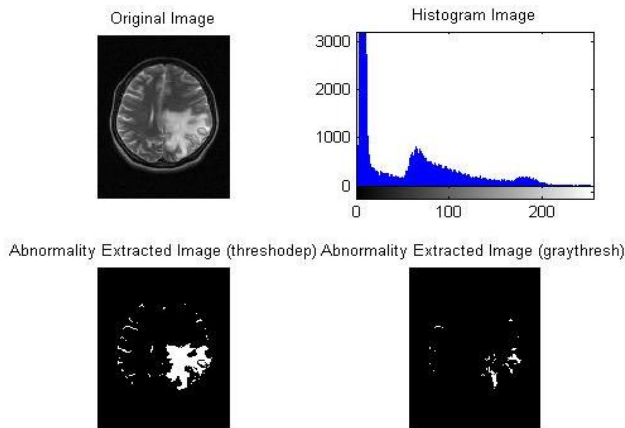 Original Image
Histogram Image
3000
2000
1000
0
0 100 200
Abnormality Extracted Image (threshodep)
Abnormality Extracted Image (graythresh)